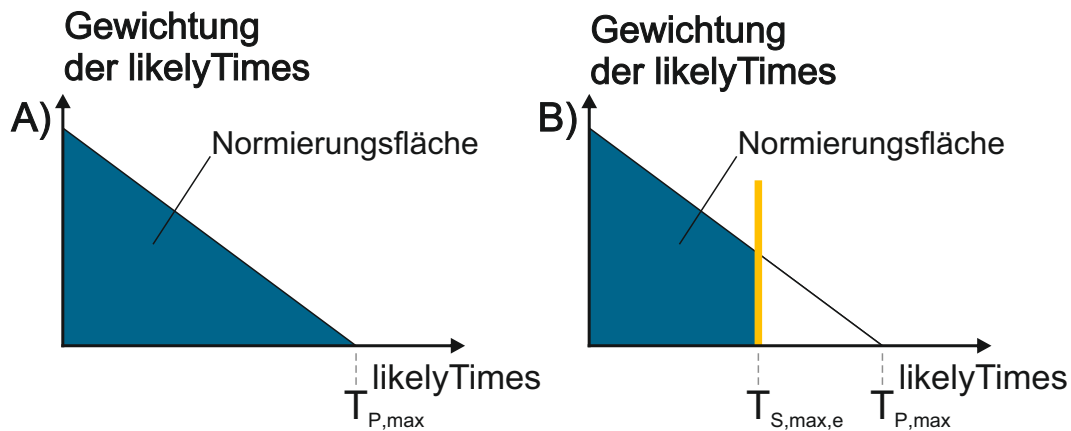 Gewichtung
der likelyTimes
A)
Normierungsfläche
likelyTimes
T P,max
Gewichtung
der likelyTimes
B)
Normierungsfläche
likelyTimes
T S,max,e
T P,max